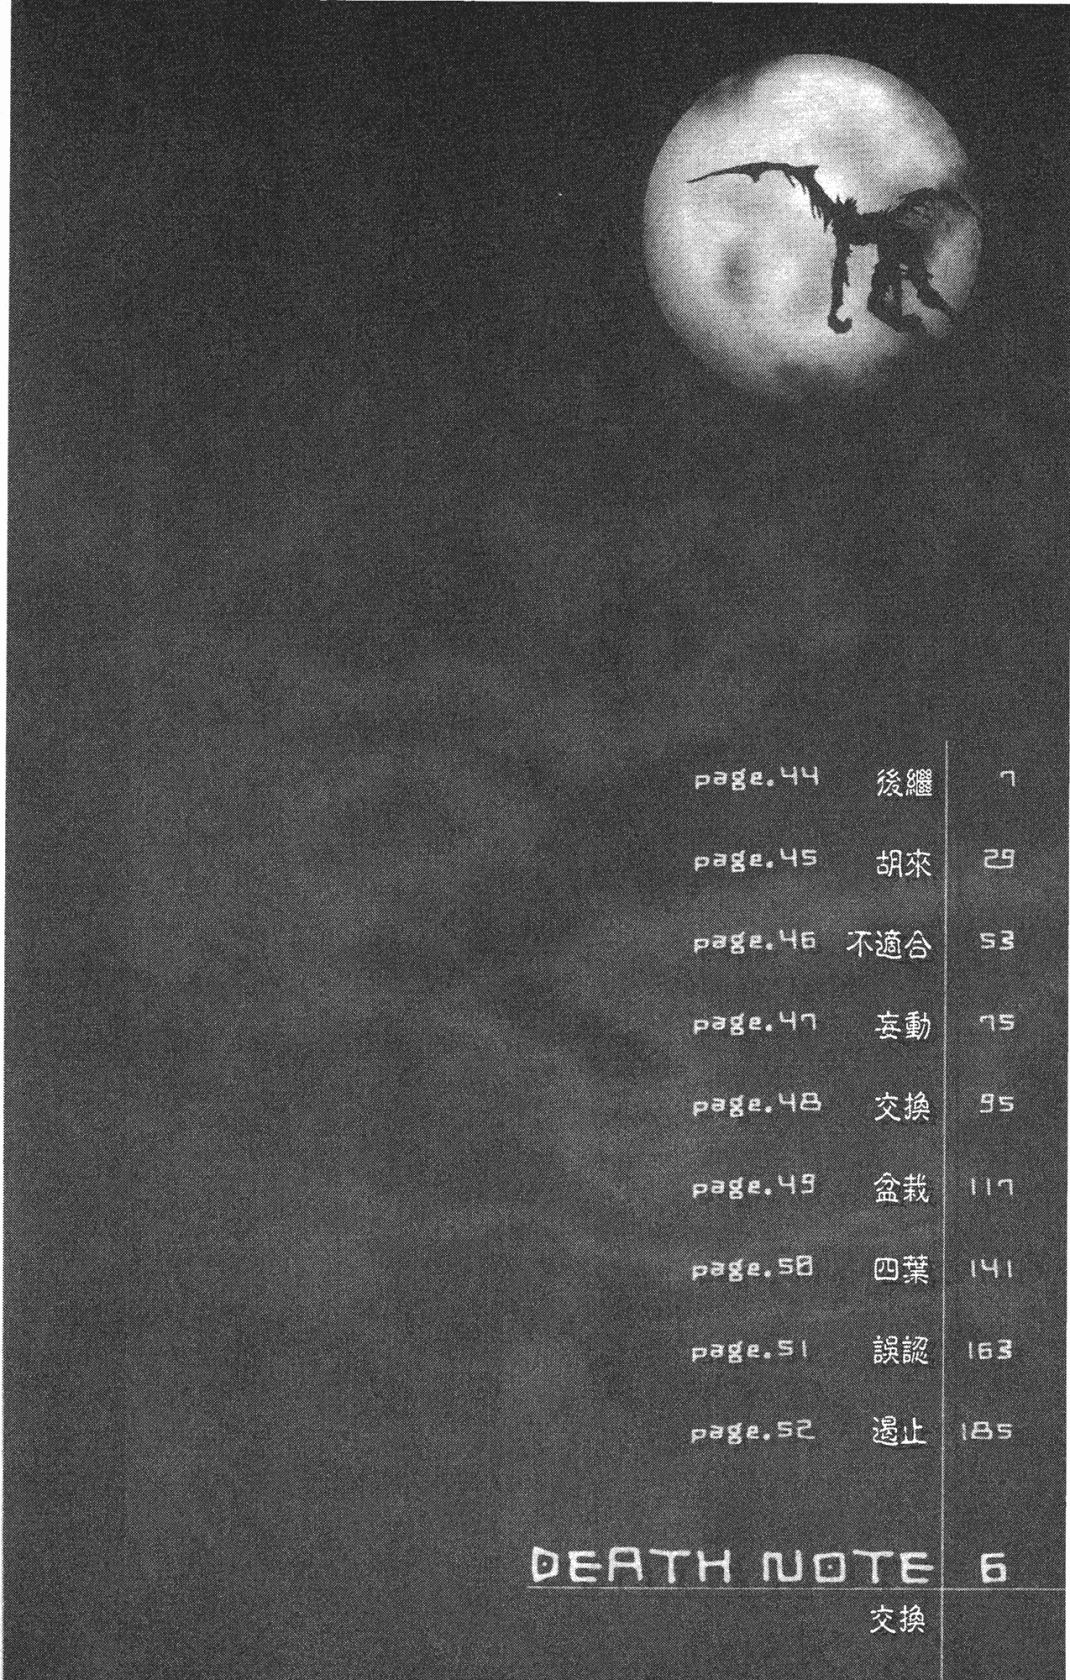 page.44 後繼 7
page.45 胡來 29
page.46 不適合 53
page.47 妄動 75
page.48 交換 95
page.49 盆栽 117
page.50 四葉 141
page.51 誤認 163
page.52 遏止 185
DEATH NOTE 6
交換